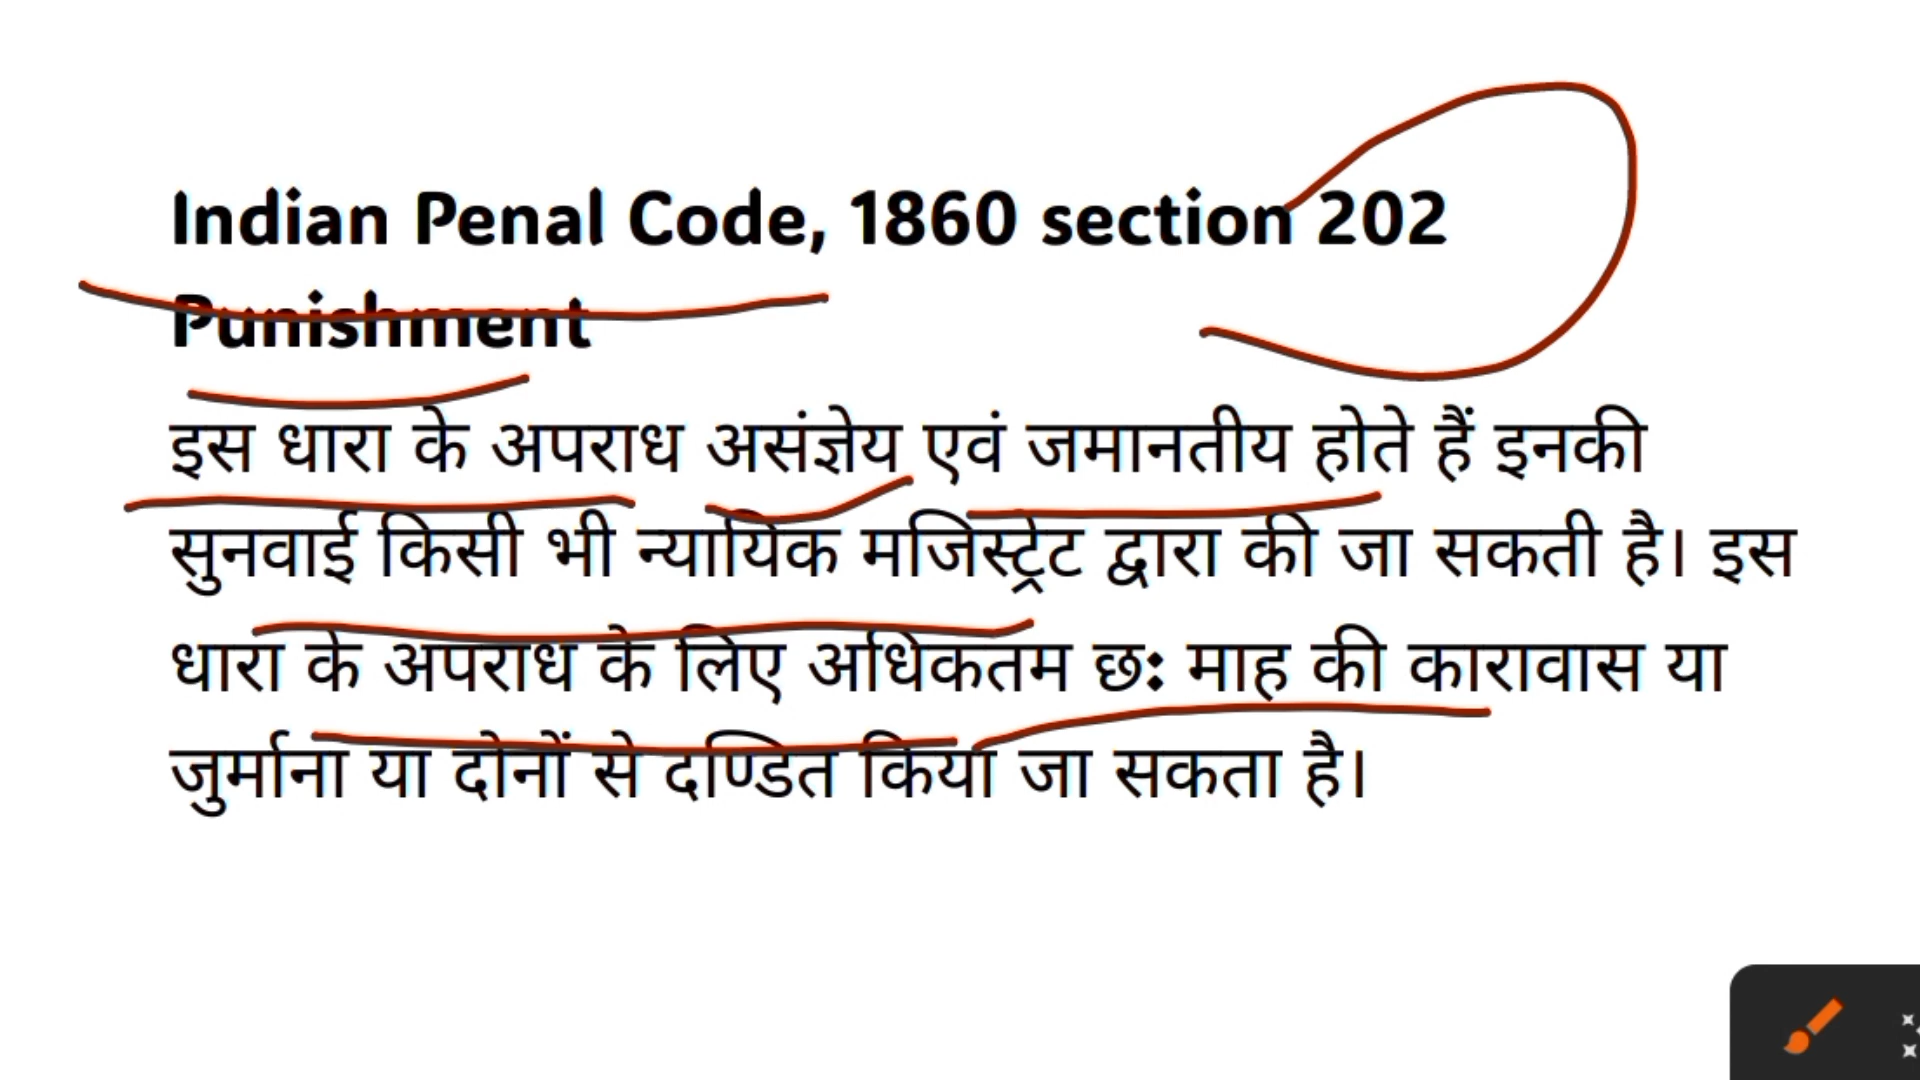 Indian Penal Code, 1860 section 202
Punishment
इस धारा के अपराध असंज्ञेय एवं जमानतीय होते हैं इनकी
सुनवाई किसी भी न्यायिक मजिस्ट्रेट द्वारा की जा सकती है। इस
धारा के अपराध के लिए अधिकतम छः माह की कारावास या
जुर्माना या दोनों से दण्डित किया जा सकता है।